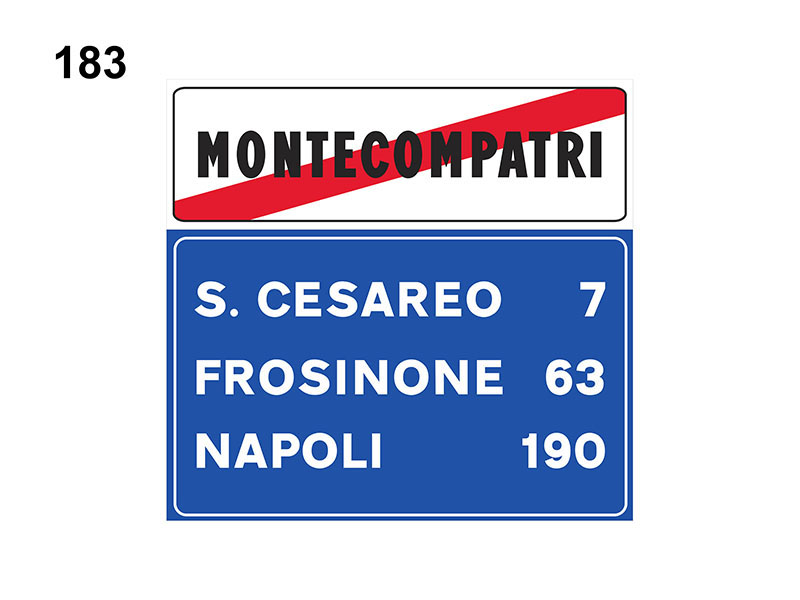 183
MONTECOMPATRI
S. CESAREO 7
FROSINONE 63
NAPOLI 190